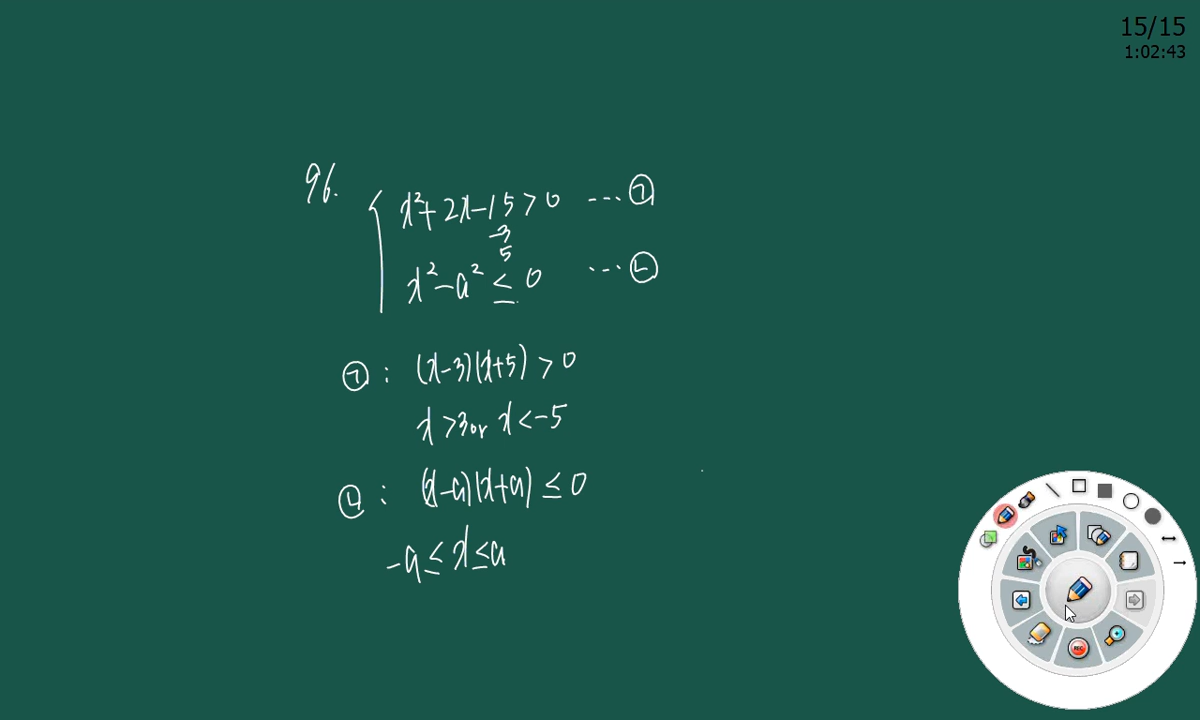 15/15
1:02:43
96.
x²+2x-15>0 ...㉠
-3
5
x²-a²≤0 ...㉡
㉠: (x-3)(x+5)>0
x>3 or x<-5
㉡: (x-a)(x+a)≤0
-a≤x≤a
REC